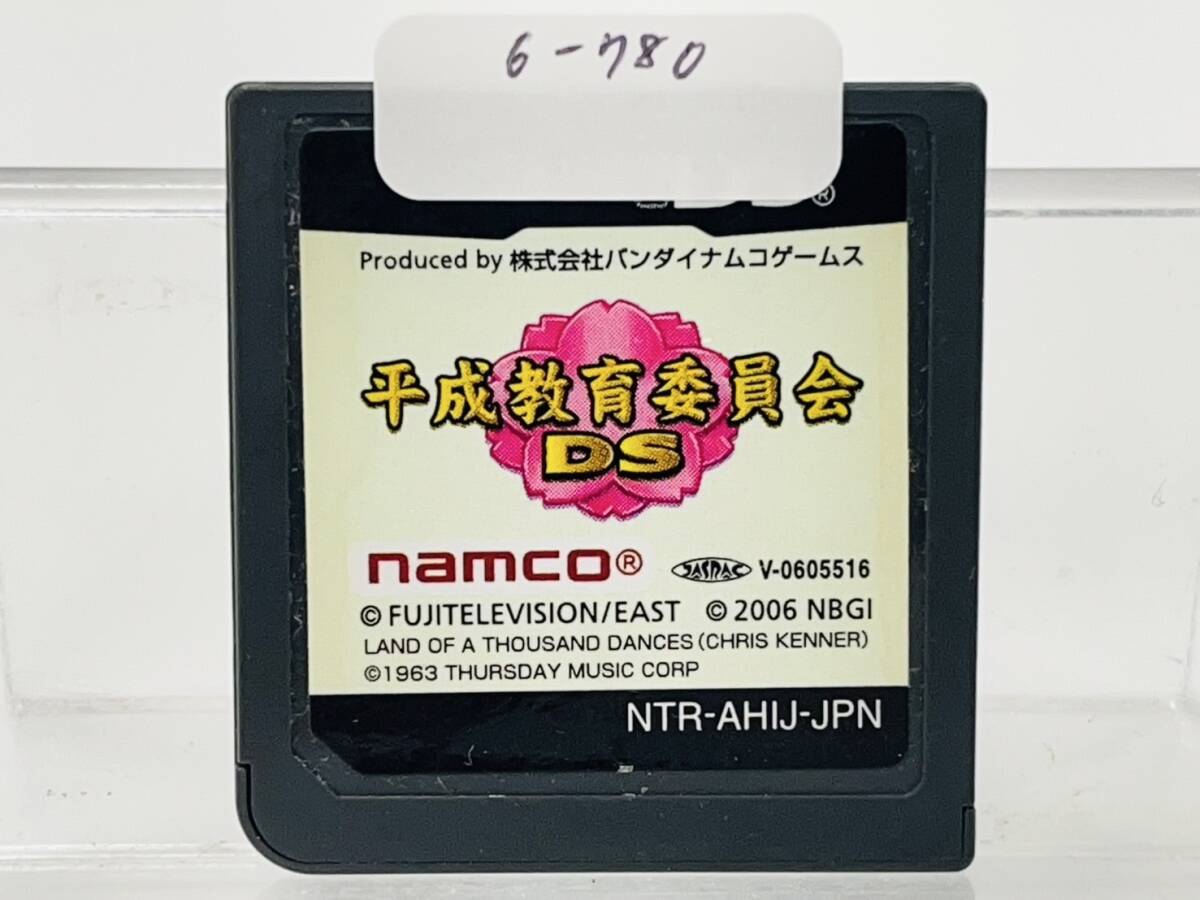 6-780
®
Produced by 株式会社バンダイナムコゲームス
平成教育委員会
DS
namco®
JASRAC V-0605516
© FUJITELEVISION/EAST © 2006 NBGI
LAND OF A THOUSAND DANCES (CHRIS KENNER)
©1963 THURSDAY MUSIC CORP
NTR-AHIJ-JPN